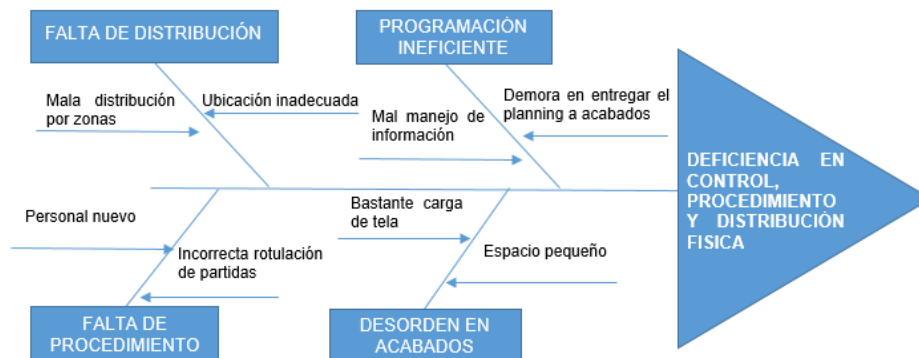 FALTA DE DISTRIBUCIÓN
PROGRAMACIÓN
INEFICIENTE
Mala distribución
por zonas
Ubicación inadecuada
Mal manejo de
información
Demora en entregar el
planning a acabados
DEFICIENCIA EN
CONTROL,
PROCEDIMIENTO
Y DISTRIBUCIÓN
FISICA
Personal nuevo
Incorrecta rotulación
de partidas
Bastante carga
de tela
Espacio pequeño
FALTA DE
PROCEDIMIENTO
DESORDEN EN
ACABADOS